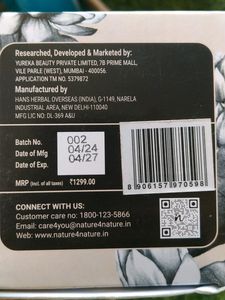 Researched, Developed & Marketed by:
YUREKA BEAUTY PRIVATE LIMITED, 7B PRIME MALL,
VILE PARLE (WEST), MUMBAI - 400056.
APPLICATION TM NO. 5379872
Manufactured by
HANS HERBAL OVERSEAS (INDIA), G-1149, NARELA
INDUSTRIAL AREA, NEW DELHI-110040
MFG LIC NO: DL-369 A&U
Batch No. 002
Date of Mfg 04/24
Date of Exp. 04/27
MRP (Incl. of all taxes) ₹1299.00
8 906157 970598
CONNECT WITH US:
Customer care no: 1800-123-5866
Email: care4you@nature4nature.in
Web: www.nature4nature.in
n